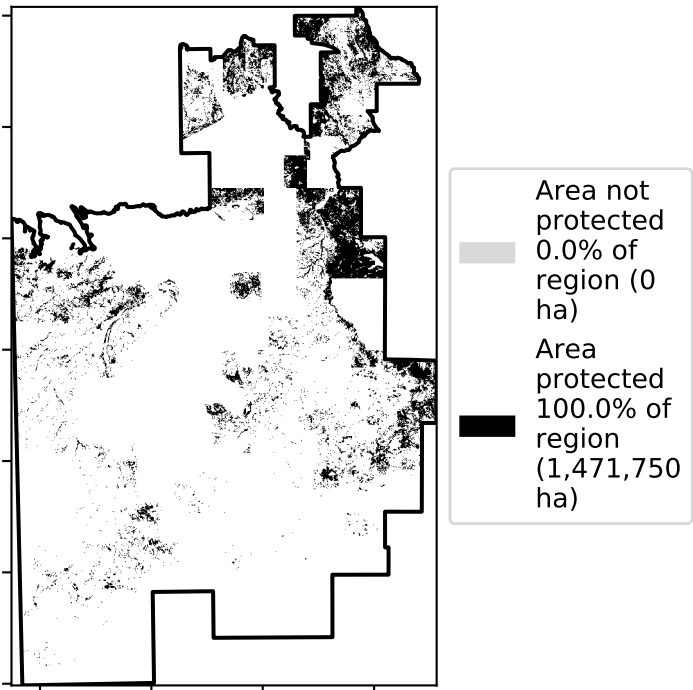 Area not
protected
0.0% of
region (0
ha)
Area
protected
100.0% of
region
(1,471,750
ha)